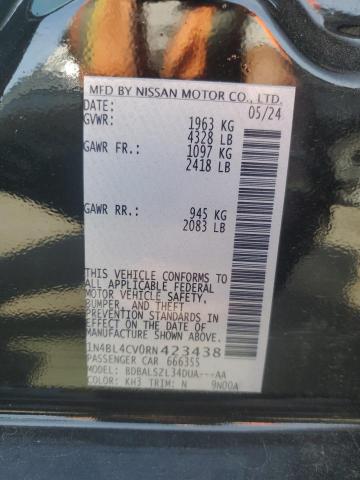 MFD BY NISSAN MOTOR CO., LTD.
DATE: 05/24
GVWR: 1963 KG
4328 LB
GAWR FR: 1097 KG
2418 LB
GAWR RR: 945 KG
2083 LB
THIS VEHICLE CONFORMS TO
ALL APPLICABLE FEDERAL
MOTOR VEHICLE SAFETY,
BUMPER, AND THEFT
PREVENTION STANDARDS
IN EFFECT ON THE DATE OF
MANUFACTURE SHOWN ABOVE.
1N4BL4CV0RN423438
PASSENGER CAR 666355
MODEL: BDBALSZL34DUA---AA
COLOR: KH3 TRIM: N 9N00A